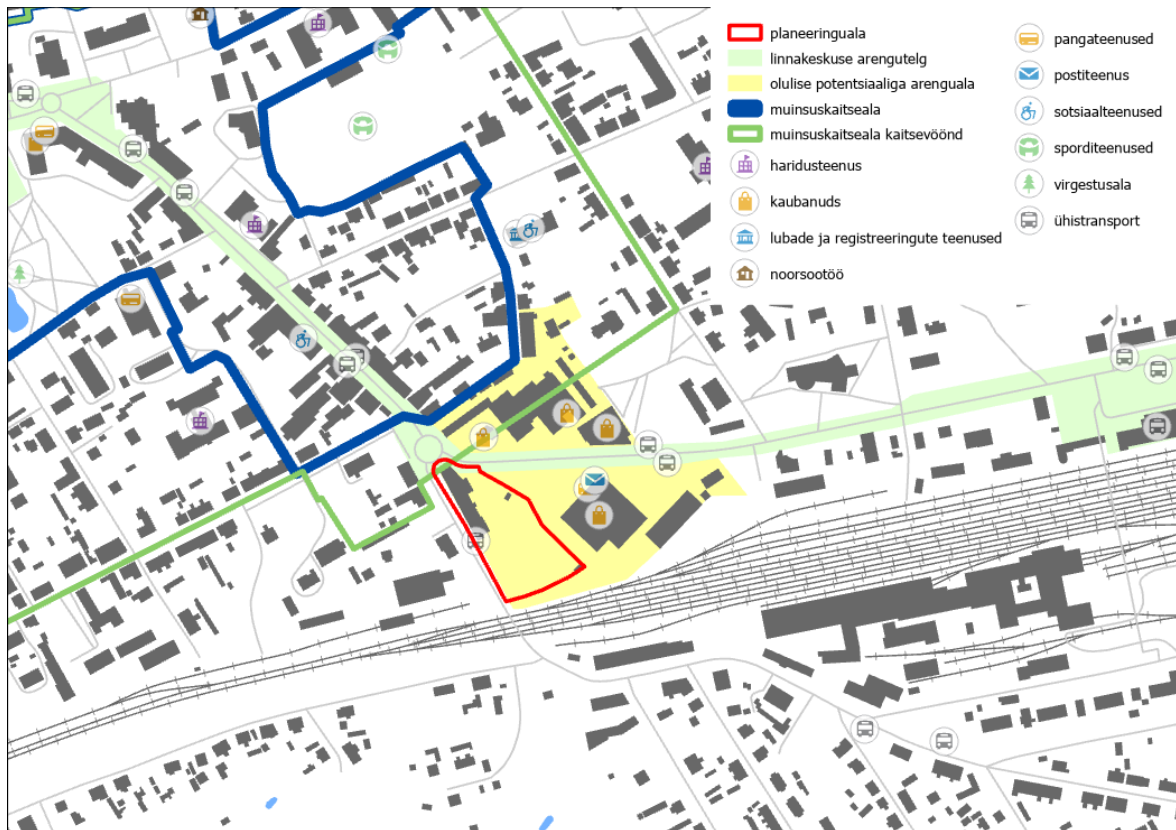 planeeringuala
linnakeskuse arengutelg
olulise potentsiaaliga arenguala
muinsuskaitseala
muinsuskaitseala kaitsevöönd
haridusteenus
kaubanuds
lubade ja registreeringute teenused
noorsootöö
pangateenused
postiteenus
sotsiaalteenused
sporditeenused
virgestusala
ühistransport